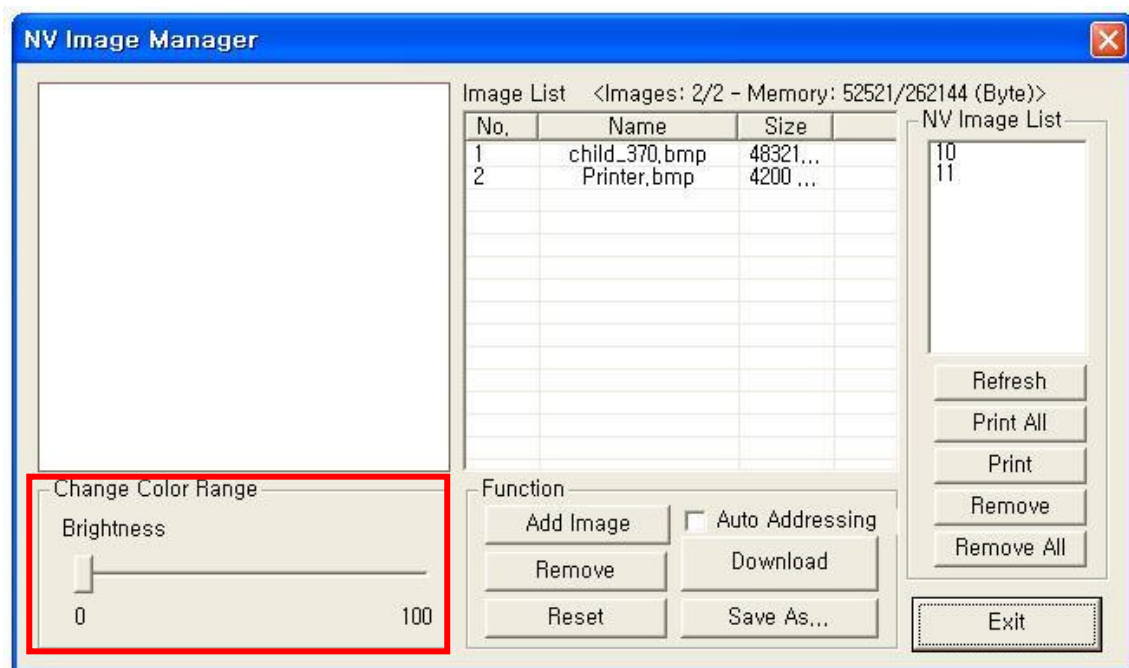 NV Image Manager
Image List <Images: 2/2 - Memory: 52521/262144 (Byte)>
No. Name Size
1 child_370.bmp 48321...
2 Printer.bmp 4200 ...
NV Image List
10
11
Refresh
Print All
Print
Remove
Remove All
Change Color Range
Brightness
0 100
Function
Add Image Auto Addressing
Remove Download
Reset Save As...
Exit